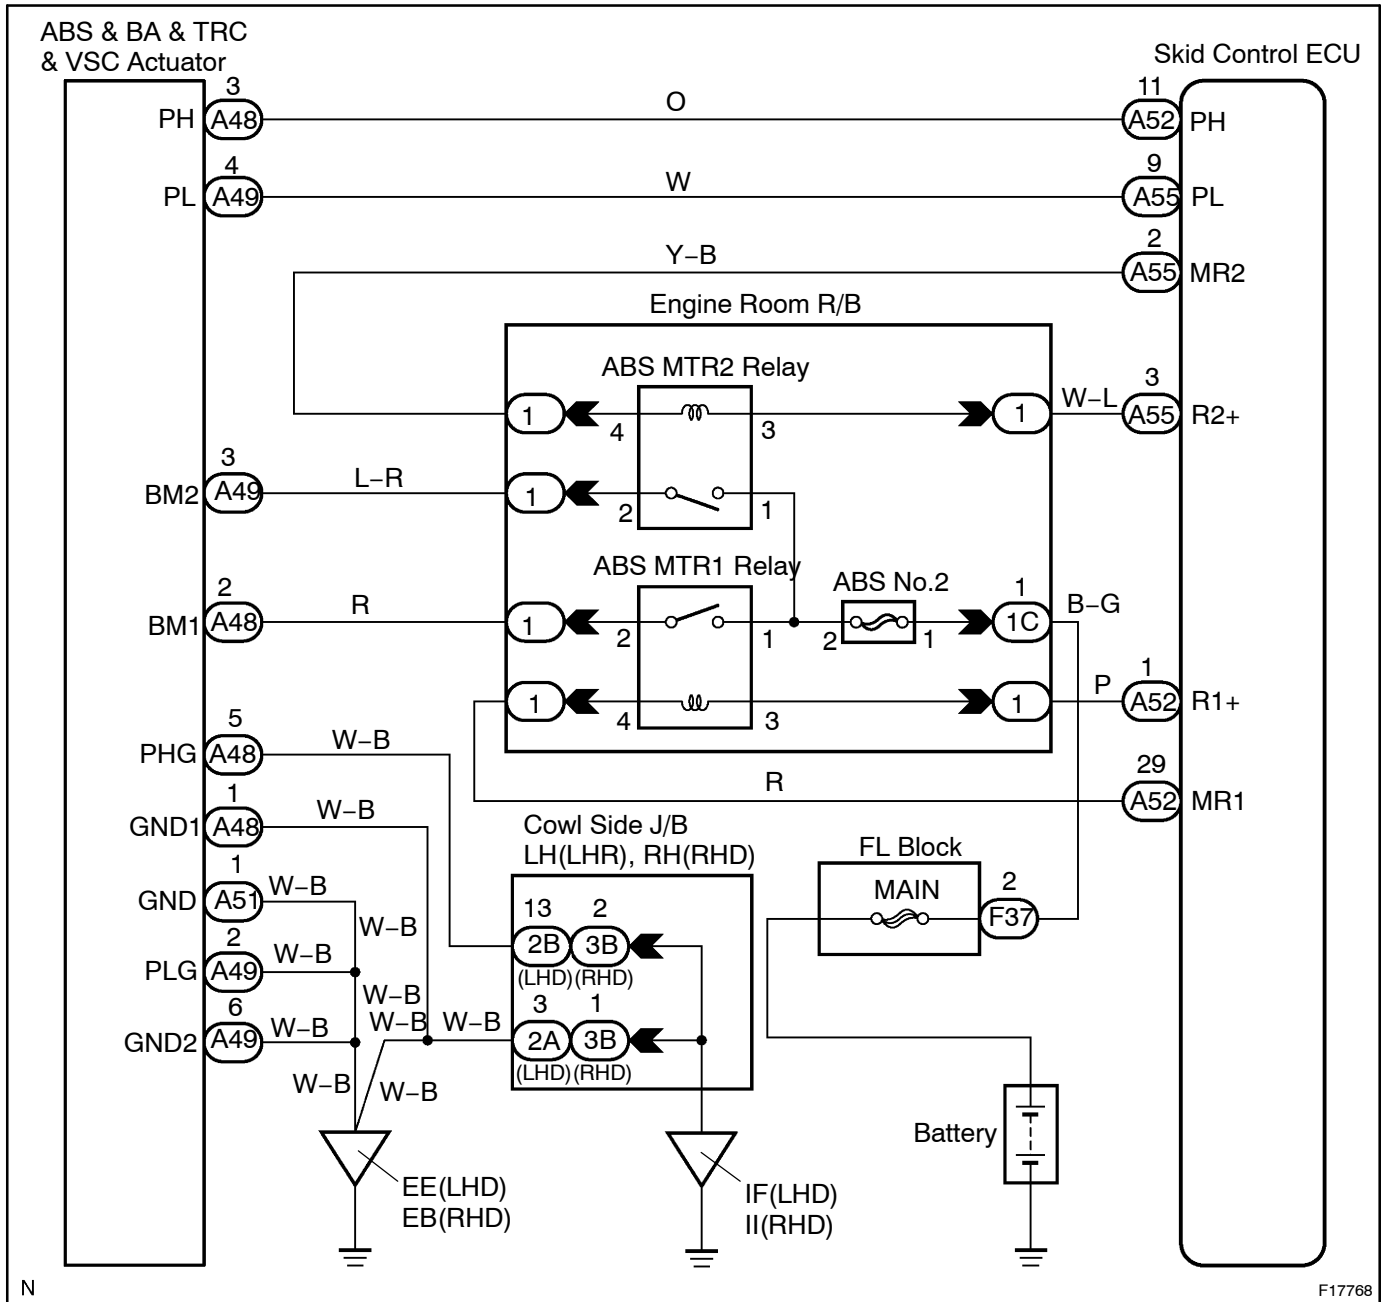 ABS & BA & TRC
& VSC Actuator
Skid Control ECU
3
PH A48
O
11
A52 PH
4
PL A49
W
9
A55 PL
Y–B
2
A55 MR2
Engine Room R/B
ABS MTR2 Relay
1
4
3
1
W–L
3
A55 R2+
3
BM2 A49
L–R
1
2
1
ABS MTR1 Relay
ABS No.2
2
BM1 A48
R
1
2
1
2
1
1
1C
B–G
1
4
3
1
P
1
A52 R1+
5
PHG A48
W–B
R
29
A52 MR1
1
GND1 A48
W–B
Cowl Side J/B
LH(LHR), RH(RHD)
FL Block
MAIN
2
F37
1
GND A51
W–B
W–B
13 2
2B 3B
(LHD)(RHD)
2
PLG A49
W–B
W–B
3 1
2A 3B
(LHD)(RHD)
6
GND2 A49
W–B
W–B
W–B
W–B
W–B
Battery
EE(LHD)
EB(RHD)
IF(LHD)
II(RHD)
N
F17768